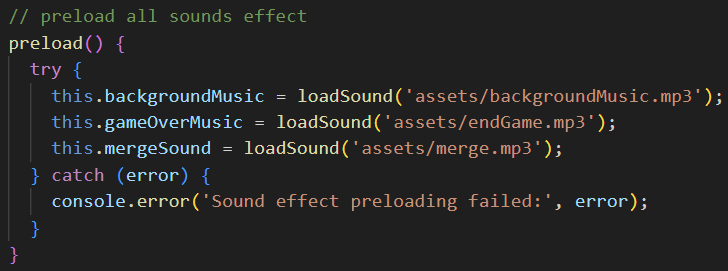 // preload all sounds effect
preload() {
  try {
    this.backgroundMusic = loadSound('assets/backgroundMusic.mp3');
    this.gameOverMusic = loadSound('assets/endGame.mp3');
    this.mergeSound = loadSound('assets/merge.mp3');
  } catch (error) {
    console.error('Sound effect preloading failed:', error);
  }
}